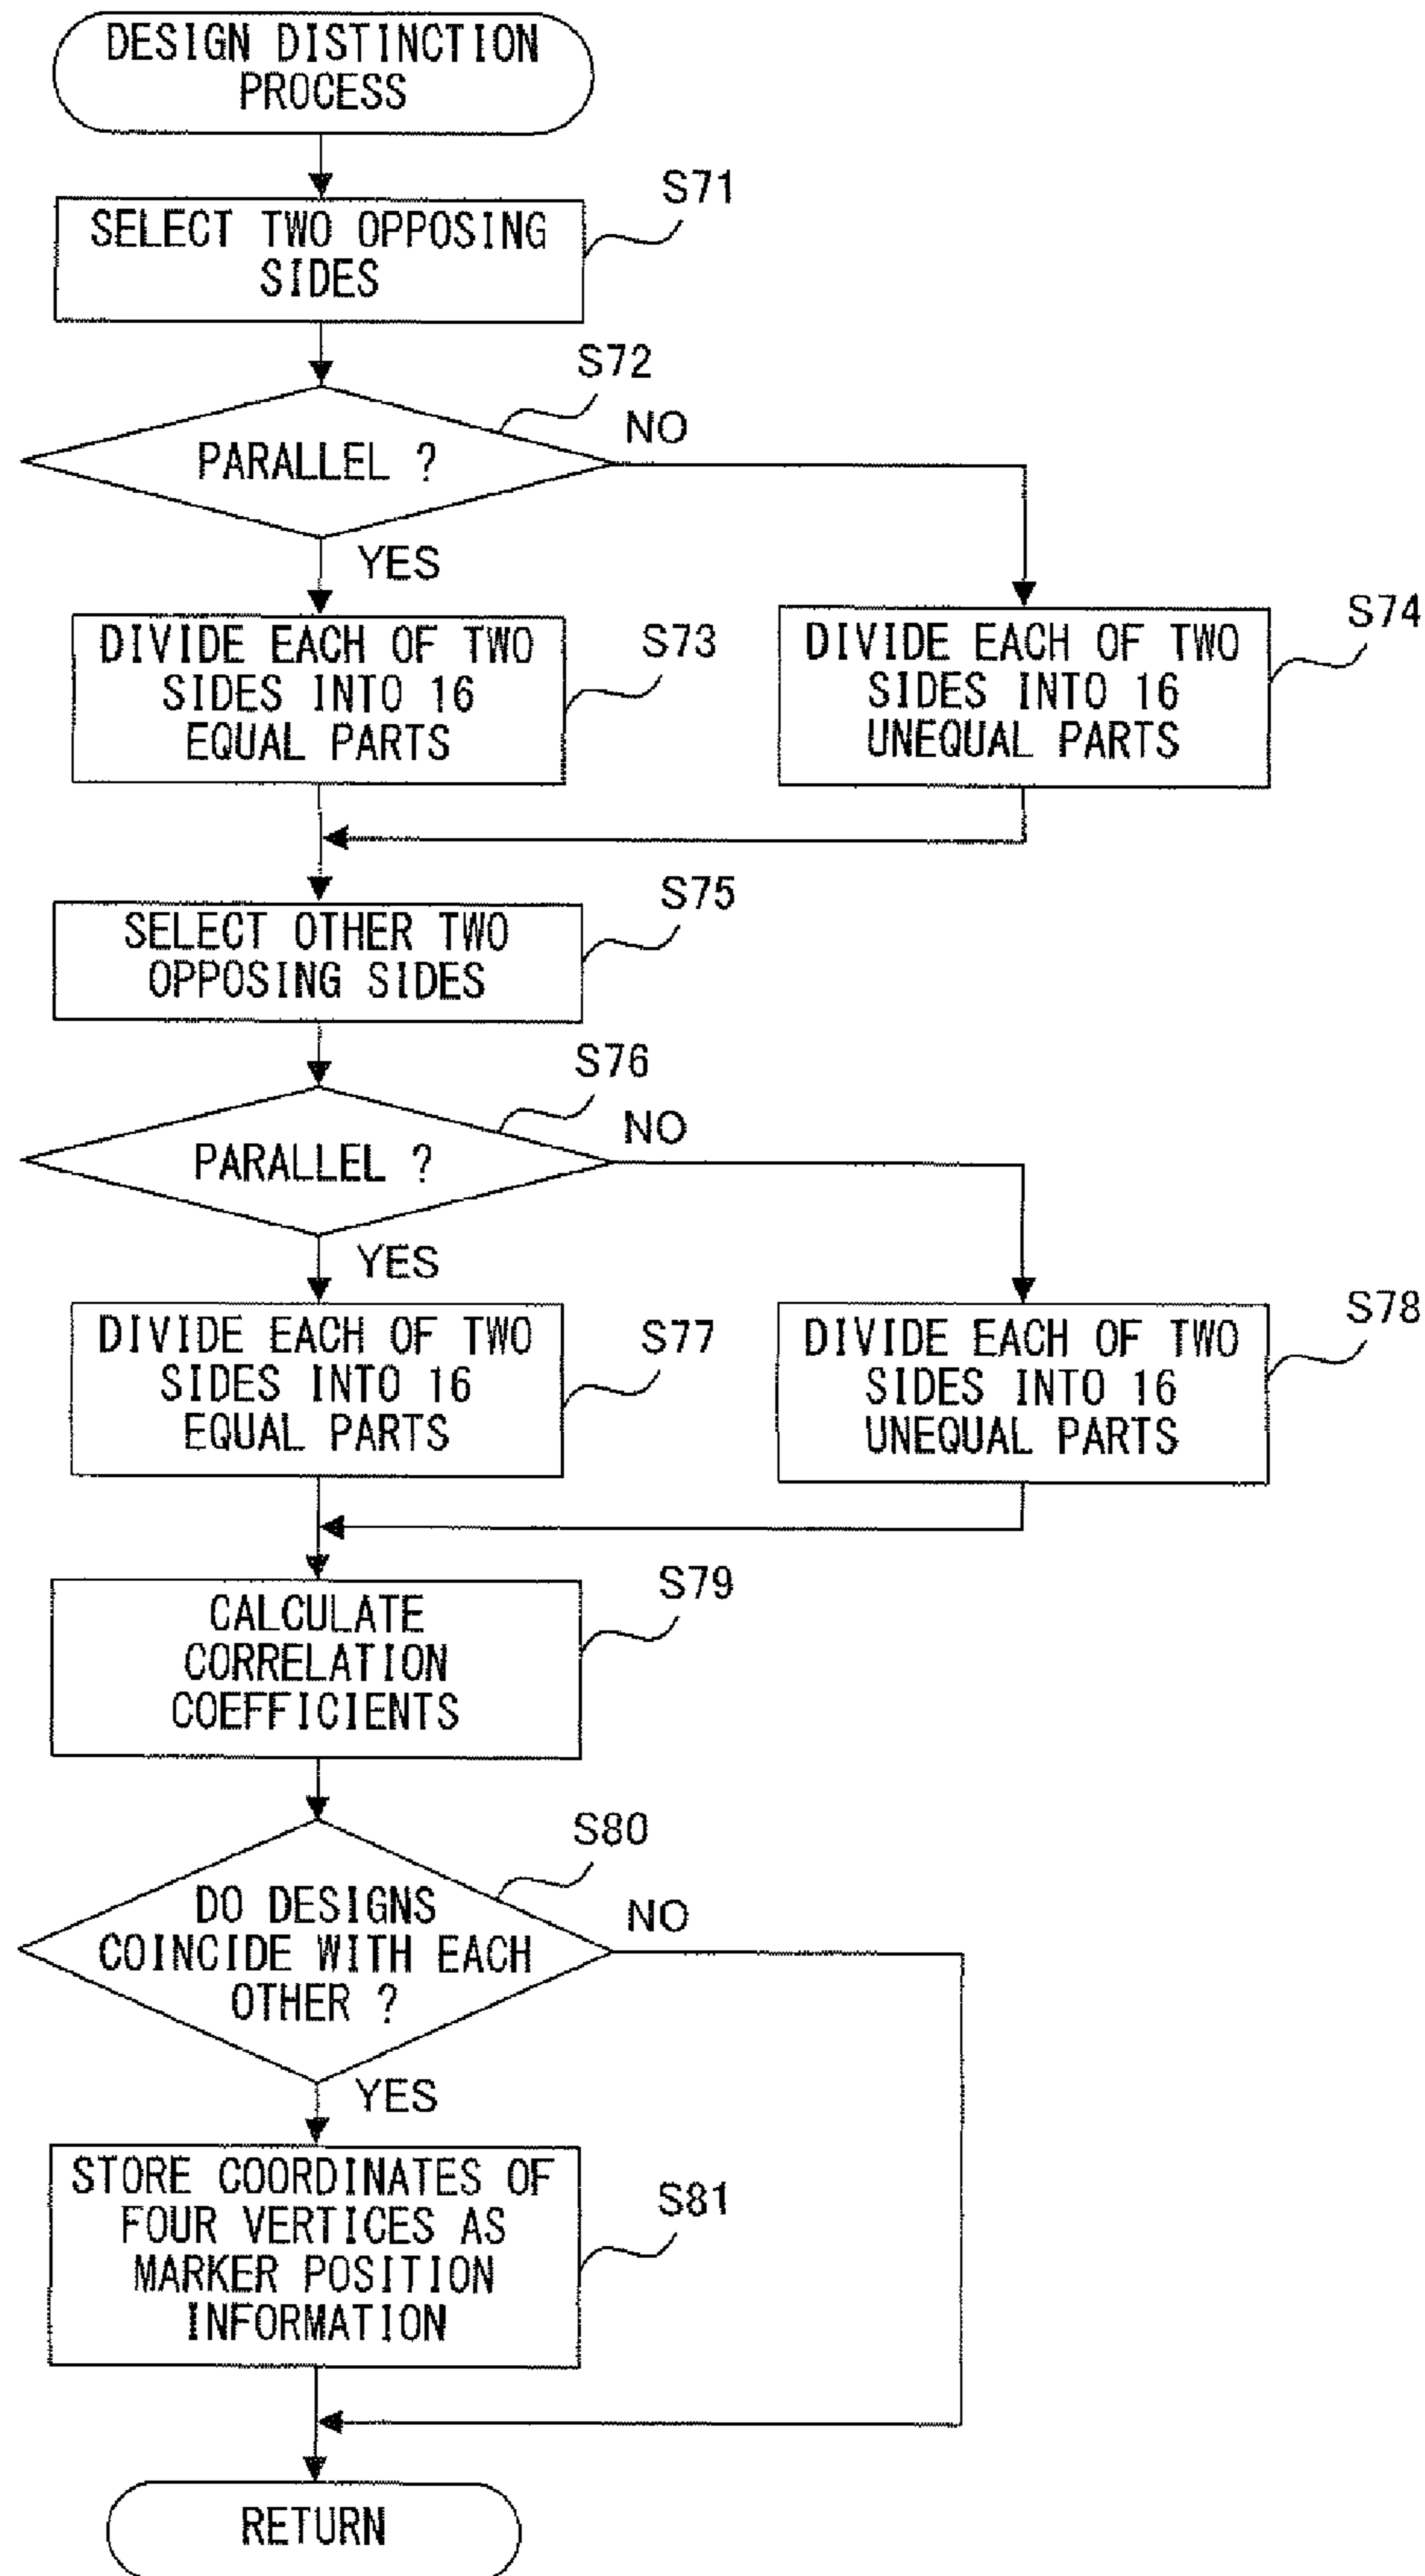 DESIGN DISTINCTION
PROCESS
S71
SELECT TWO OPPOSING
SIDES
S72
PARALLEL ?
NO
YES
S73
DIVIDE EACH OF TWO
SIDES INTO 16
EQUAL PARTS
S74
DIVIDE EACH OF TWO
SIDES INTO 16
UNEQUAL PARTS
S75
SELECT OTHER TWO
OPPOSING SIDES
S76
PARALLEL ?
NO
YES
S77
DIVIDE EACH OF TWO
SIDES INTO 16
EQUAL PARTS
S78
DIVIDE EACH OF TWO
SIDES INTO 16
UNEQUAL PARTS
S79
CALCULATE
CORRELATION
COEFFICIENTS
S80
DO DESIGNS
COINCIDE WITH EACH
OTHER ?
NO
YES
S81
STORE COORDINATES OF
FOUR VERTICES AS
MARKER POSITION
INFORMATION
RETURN